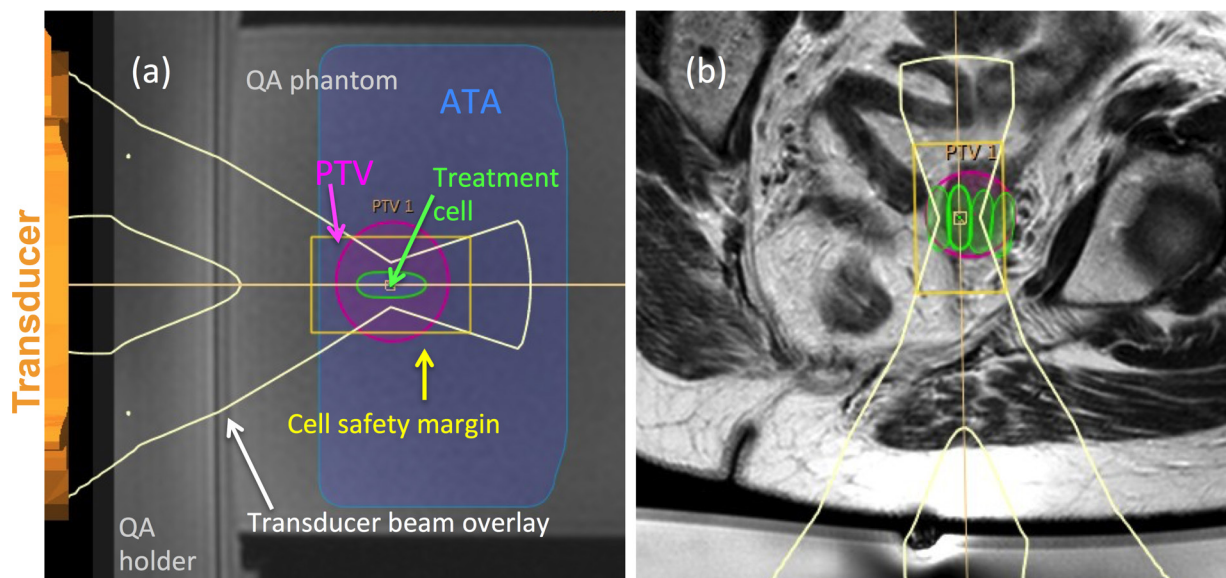 (a)
QA phantom
ATA
PTV
Treatment
cell
PTV 1
Cell safety margin
Transducer beam overlay
QA
holder
Transducer
(b)
PTV 1